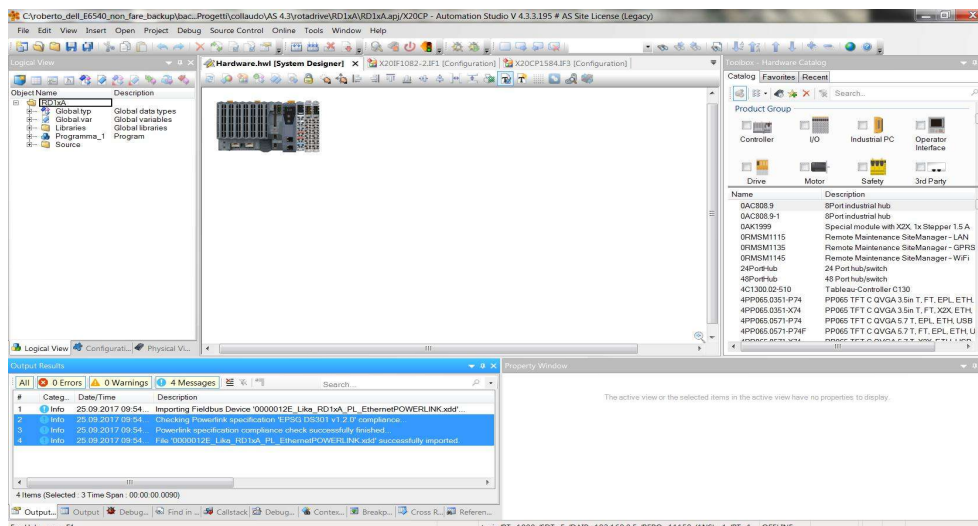 C:\roberto_dell_E6540_non_fare_backup\bac...Progetti\collaudo\AS 4.3\rotadrive\RD1xA\RD1xA.apj/X20CP - Automation Studio V 4.3.3.195 # AS Site License (Legacy)
File Edit View Insert Open Project Debug Source Control Online Tools Window Help
Logical View
Object Name Description
RD1xA
Global.typ Global data types
Global.var Global variables
Libraries Global libraries
Programma_1 Program
Source
Logical View Configurati... Physical Vi...
Hardware.hwl [System Designer] X20IF1082-2.IF1 [Configuration] X20CP1584.IF3 [Configuration]
Toolbox - Hardware Catalog
Catalog Favorites Recent
Search...
Product Group
Controller I/O Industrial PC Operator Interface
Drive Motor Safety 3rd Party
Name Description
0AC808.9 8Port industrial hub
0AC808.9-1 8Port industrial hub
0AK1999 Special module with X2X, 1x Stepper 1.5 A
0RMSM1115 Remote Maintenance SiteManager - LAN
0RMSM1135 Remote Maintenance SiteManager - GPRS
0RMSM1145 Remote Maintenance SiteManager - WiFi
24PortHub 24 Port hub/switch
48PortHub 48 Port hub/switch
4C1300.02-510 Tableau-Controller C130
4PP065.0351-P74 PP065 TFT C QVGA 3.5in T, FT, EPL, ETH,
4PP065.0351-X74 PP065 TFT C QVGA 3.5in T, FT, X2X, ETH,
4PP065.0571-P74 PP065 TFT C QVGA 5.7 T, EPL, ETH, USB
4PP065.0571-P74F PP065 TFT C QVGA 5.7 T, FT, EPL, ETH, U
Output Results
All 0 Errors 0 Warnings 4 Messages Search...
# Categ... Date/Time Description
1 Info 25.09.2017 09:54... Importing Fieldbus Device '0000012E_Lika_RD1xA_PL_EthernetPOWERLINK.xdd'...
2 Info 25.09.2017 09:54... Checking Powerlink specification 'EPSG DS301 v1.2.0' compliance...
3 Info 25.09.2017 09:54... Powerlink specification compliance check successfully finished...
4 Info 25.09.2017 09:54... File '0000012E_Lika_RD1xA_PL_EthernetPOWERLINK.xdd' successfully imported.
4 Items (Selected : 3 Time Span : 00:00:00.0090)
Output... Output Debug... Find in ... Callstack Debug... Contex... Breakp... Cross R... Referen...
Property Window
The active view or the selected items in the active view have no properties to display.